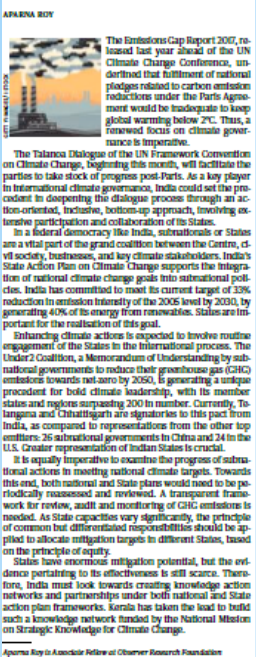 APARNA ROY
The Emissions Gap Report 2017, re-
leased last year ahead of the UN
Climate Change Conference, un-
derlined that fulfilment of national
pledges related to carbon emission
reductions under the Paris Agree-
ment would be inadequate to keep
global warming below 2°C. Thus, a
renewed focus on climate gover-
nance is imperative.
The Talanoa Dialogue of the UN Framework Convention
on Climate Change, beginning this month, will facilitate the
parties to take stock of progress post-Paris. As a key player
in international climate governance, India could set the pre-
cedent in deepening the dialogue process through an ac-
tion-oriented, inclusive, bottom-up approach, involving ex-
tensive participation and collaboration of its States.
In a federal democracy like India, subnationals or States
are a vital part of the grand coalition between the Centre, ci-
vil society, businesses, and key climate stakeholders. India's
State Action Plan on Climate Change supports the integra-
tion of national climate change goals into subnational poli-
cies. India has committed to meet its current target of 33%
reduction in emission intensity of the 2005 level by 2030, by
generating 40% of its energy from renewables. States are im-
portant for the realisation of this goal.
Enhancing climate actions is expected to involve routine
engagement of the States in the international process. The
Under2 Coalition, a Memorandum of Understanding by sub-
national governments to reduce their greenhouse gas (GHG)
emissions towards net-zero by 2050, is generating a unique
precedent for bold climate leadership, with its member
states and regions surpassing 200 in number. Currently, Te-
langana and Chhattisgarh are signatories to this pact from
India, as compared to representations from the other top
emitters: 26 subnational governments in China and 24 in the
U.S. Greater representation of Indian States is crucial.
It is equally imperative to examine the progress of subna-
tional actions in meeting national climate targets. Towards
this end, both national and State plans would need to be pe-
riodically reassessed and reviewed. A transparent frame-
work for review, audit and monitoring of GHG emissions is
needed. As State capacities vary significantly, the principle
of common but differentiated responsibilities should be ap-
plied to allocate mitigation targets in different States, based
on the principle of equity.
States have enormous mitigation potential, but the evi-
dence pertaining to its effectiveness is still scarce. There-
fore, India must look towards creating knowledge action
networks and partnerships under both national and State
action plan frameworks. Kerala has taken the lead to build
such a knowledge network funded by the National Mission
on Strategic Knowledge for Climate Change.
Aparna Roy is Associate Fellow at Observer Research Foundation